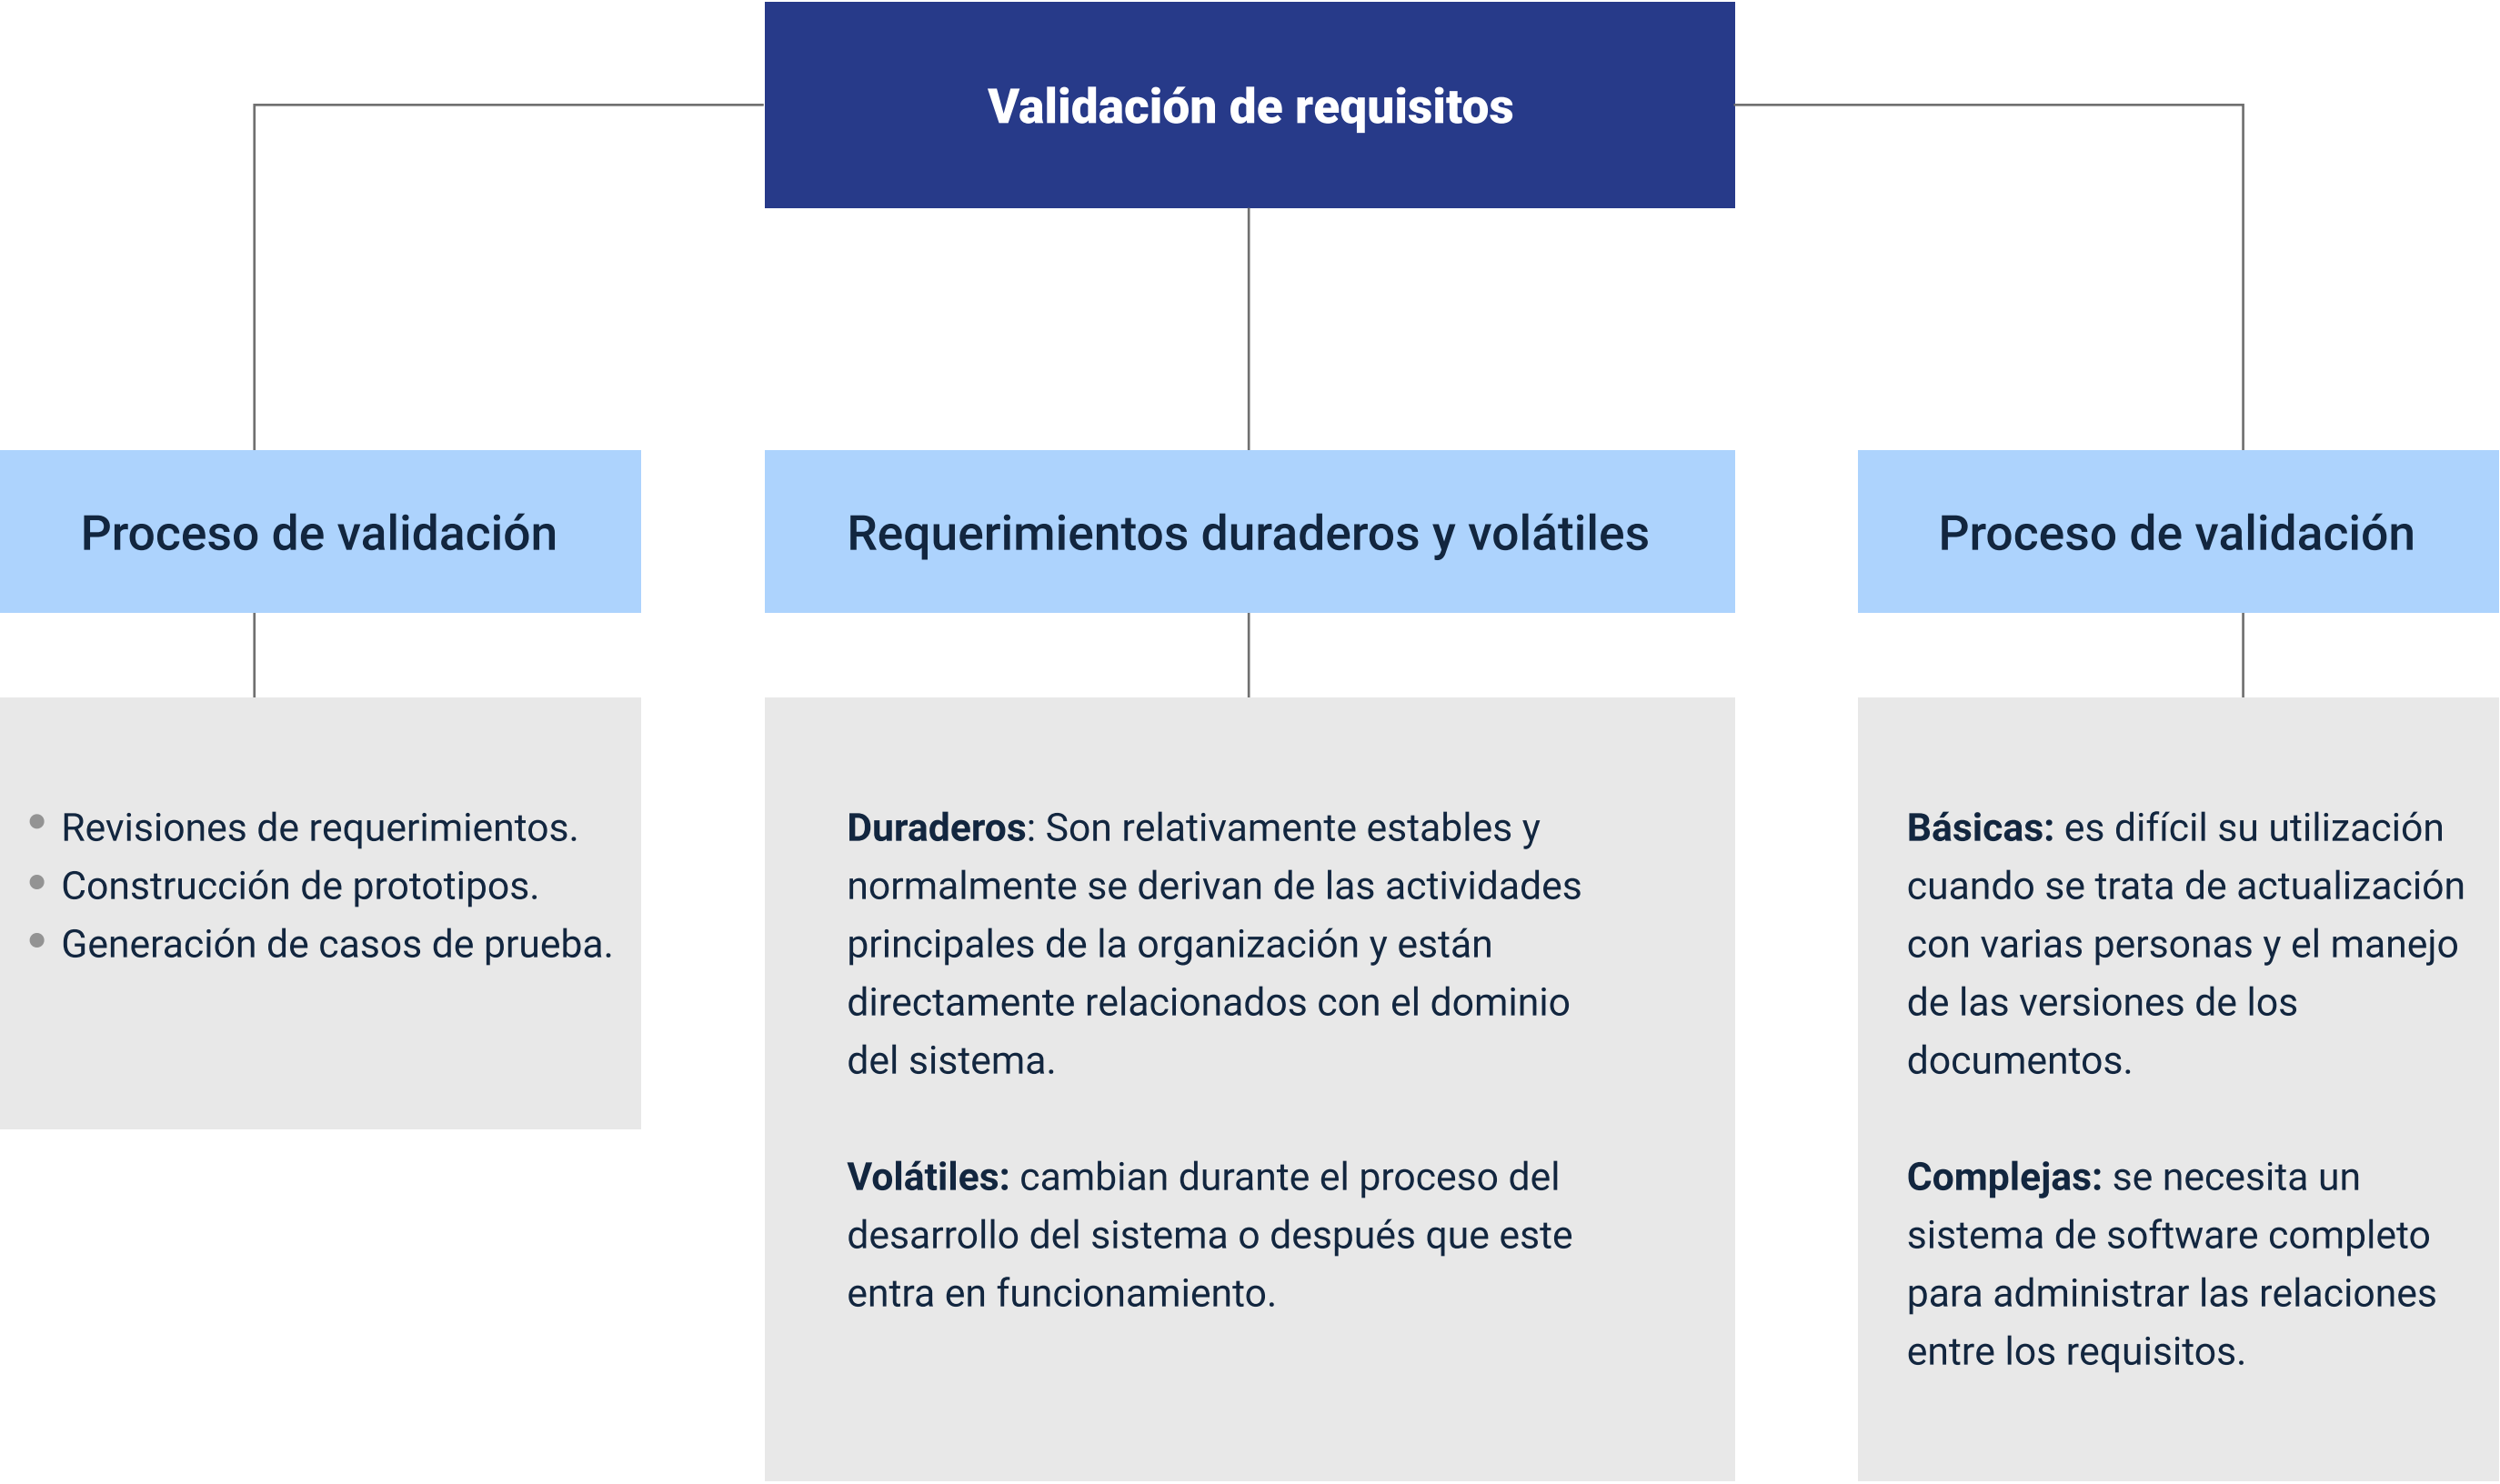 Validación de requisitos
Proceso de validación
Revisiones de requerimientos.
Construcción de prototipos.
Generación de casos de prueba.
Requerimientos duraderos y volátiles
Duraderos: Son relativamente estables y
normalmente se derivan de las actividades
principales de la organización y están
directamente relacionados con el dominio
del sistema.
Volátiles: cambian durante el proceso del
desarrollo del sistema o después que este
entra en funcionamiento.
Proceso de validación
Básicas: es difícil su utilización
cuando se trata de actualización
con varias personas y el manejo
de las versiones de los
documentos.
Complejas: se necesita un
sistema de software completo
para administrar las relaciones
entre los requisitos.